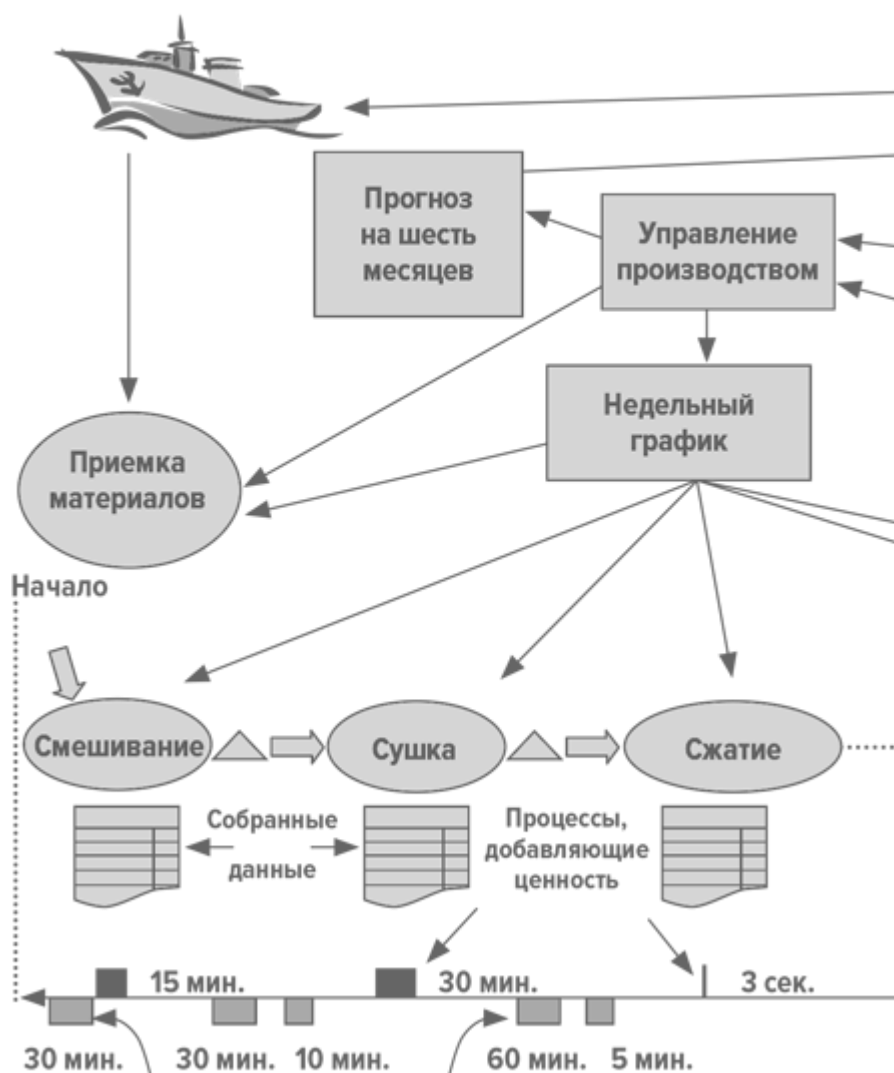 Прогноз
на шесть
месяцев
Управление
производством
Недельный
график
Приемка
материалов
Начало
Смешивание
Сушка
Сжатие
Собранные
данные
Процессы,
добавляющие
ценность
15 мин.
30 мин.
3 сек.
30 мин.
30 мин.
10 мин.
60 мин.
5 мин.